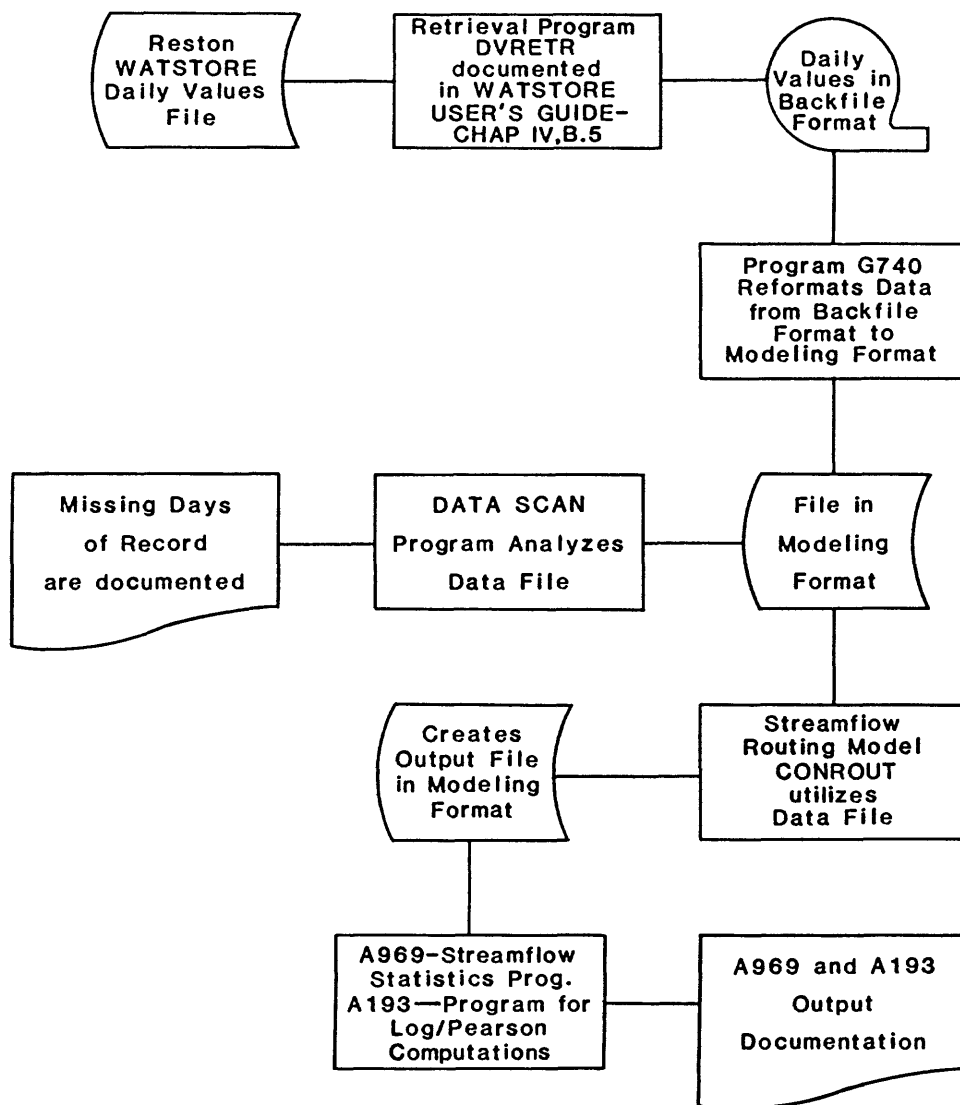 Reston
WATSTORE
Daily Values
File
Retrieval Program
DVRETR
documented
in WATSTORE
USER'S GUIDE-
CHAP IV,B.5
Daily
Values in
Backfile
Format
Program G740
Reformats Data
from Backfile
Format to
Modeling Format
Missing Days
of Record
are documented
DATA SCAN
Program Analyzes
Data File
File in
Modeling
Format
Creates
Output File
in Modeling
Format
Streamflow
Routing Model
CONROUT
utilizes
Data File
A969-Streamflow
Statistics Prog.
A193—Program for
Log/Pearson
Computations
A969 and A193
Output
Documentation